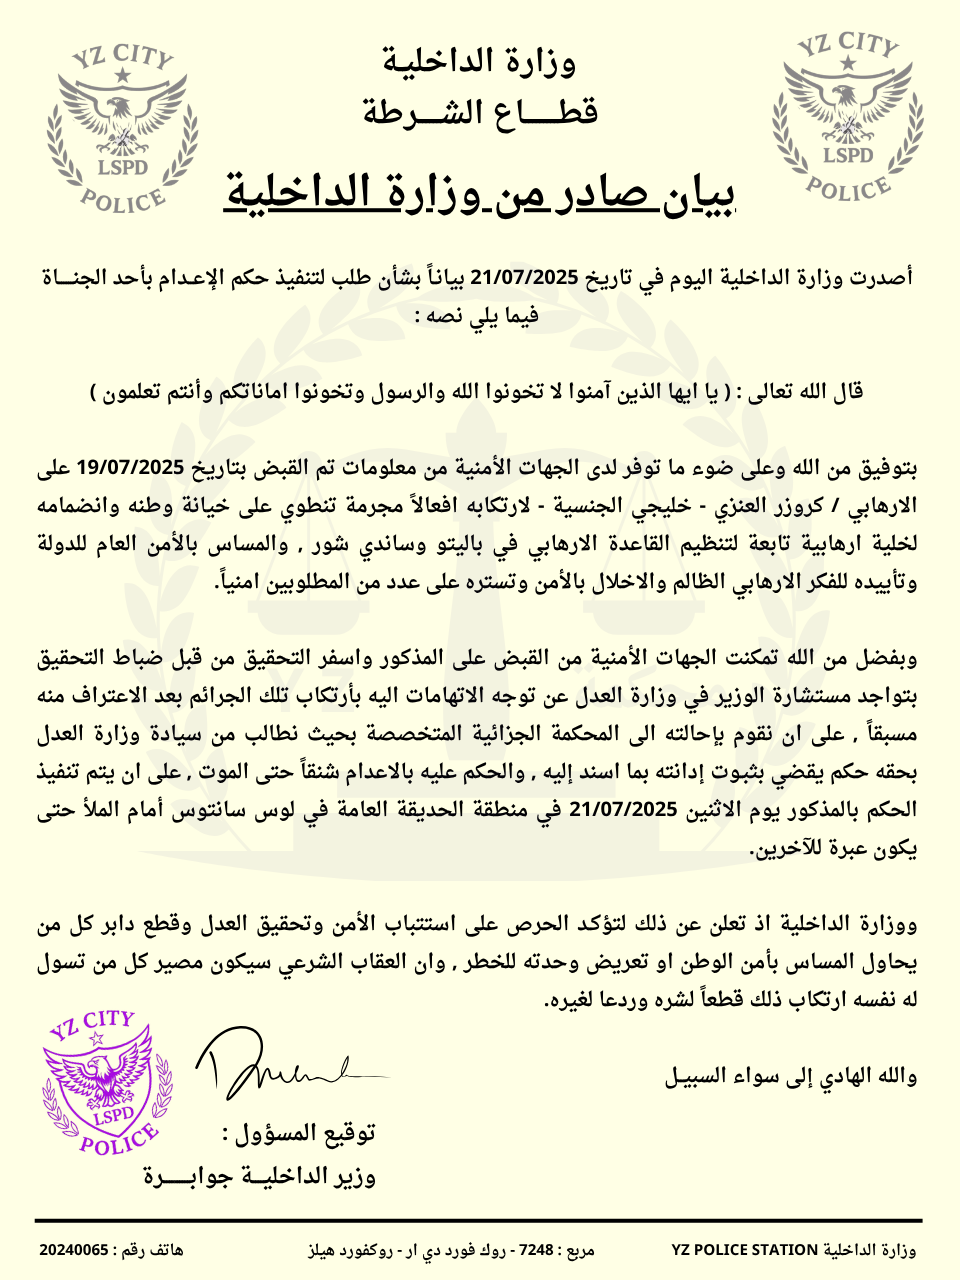 YZ CITY
LSPD
POLICE
وزارة الداخليـة
قطـــــاع الشـــرطة
YZ CITY
LSPD
POLICE
بيان صادر من وزارة الداخلية
أصدرت وزارة الداخلية اليوم في تاريخ 21/07/2025 بياناً بشأن طلب لتنفيذ حكم الإعـدام بأحد الجنـــاة
فيما يلي نصه :
قال الله تعالى : ( يا ايها الذين آمنوا لا تخونوا الله والرسول وتخونوا اماناتكم وأنتم تعلمون )
بتوفيق من الله وعلى ضوء ما توفر لدى الجهات الأمنية من معلومات تم القبض بتاريخ 19/07/2025 على
الارهابي / كروزر العنزي - خليجي الجنسية - لارتكابه افعالاً مجرمة تنطوي على خيانة وطنه وانضمامه
لخلية ارهابية تابعة لتنظيم القاعدة الارهابي في باليتو وساندي شور , والمساس بالأمن العام للدولة
وتأييده للفكر الارهابي الظالم والاخلال بالأمن وتستره على عدد من المطلوبين امنياً.
وبفضل من الله تمكنت الجهات الأمنية من القبض على المذكور واسفر التحقيق من قبل ضباط التحقيق
بتواجد مستشارة الوزير في وزارة العدل عن توجه الاتهامات اليه بأرتكاب تلك الجرائم بعد الاعتراف منه
مسبقاً , على ان نقوم بإحالته الى المحكمة الجزائية المتخصصة بحيث نطالب من سيادة وزارة العدل
بحقه حكم يقضي بثبوت إدانته بما اسند إليه , والحكم عليه بالاعدام شنقاً حتى الموت , على ان يتم تنفيذ
الحكم بالمذكور يوم الاثنين 21/07/2025 في منطقة الحديقة العامة في لوس سانتوس أمام الملأ حتى
يكون عبرة للآخرين.
ووزارة الداخلية اذ تعلن عن ذلك لتؤكـد الحرص على استتباب الأمن وتحقيق العدل وقطع دابر كل من
يحاول المساس بأمن الوطن او تعريض وحدته للخطر , وان العقاب الشرعي سيكون مصير كل من تسول
له نفسه ارتكاب ذلك قطعاً لشره وردعا لغيره.
والله الهادي إلى سواء السبيـل
YZ CITY
LSPD
POLICE
توقيع المسؤول :
وزير الداخليــة جوابــــرة
وزارة الداخلية YZ POLICE STATION
مربع : 7248 - روك فورد دي ار - روكفورد هيلز
هاتف رقم : 20240065